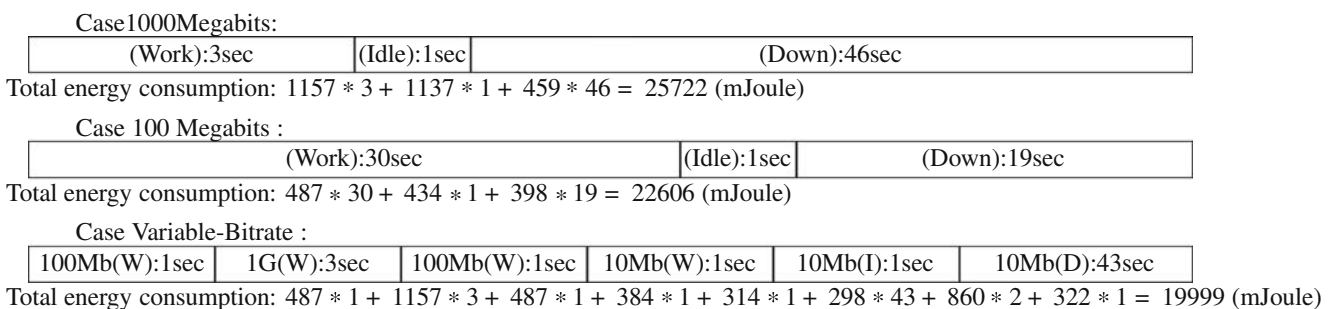 Case1000Megabits:
(Work):3sec (Idle):1sec (Down):46sec
Total energy consumption: 1157 * 3 + 1137 * 1 + 459 * 46 = 25722 (mJoule)
Case 100 Megabits :
(Work):30sec (Idle):1sec (Down):19sec
Total energy consumption: 487 * 30 + 434 * 1 + 398 * 19 = 22606 (mJoule)
Case Variable-Bitrate :
100Mb(W):1sec 1G(W):3sec 100Mb(W):1sec 10Mb(W):1sec 10Mb(I):1sec 10Mb(D):43sec
Total energy consumption: 487 * 1 + 1157 * 3 + 487 * 1 + 384 * 1 + 314 * 1 + 298 * 43 + 860 * 2 + 322 * 1 = 19999 (mJoule)